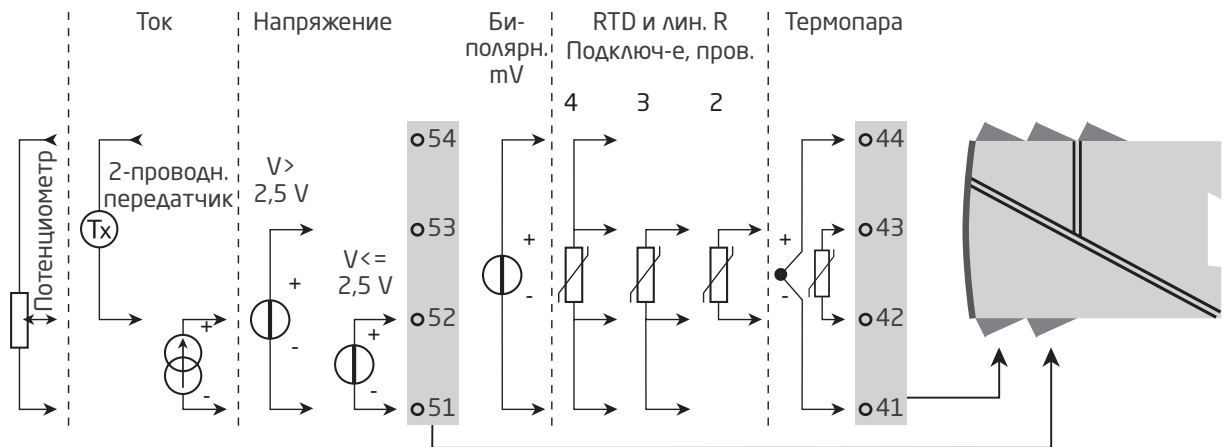 Ток
Напряжение
Би-
полярн.
mV
RTD и лин. R
Подключ-е, пров.
4 3 2
Термопара
Потенциометр
2-проводн.
передатчик
Tx
+
-
V>
2,5 V
+
-
V<=
2,5 V
+
-
54
53
52
51
+
-
+
-
44
43
42
41